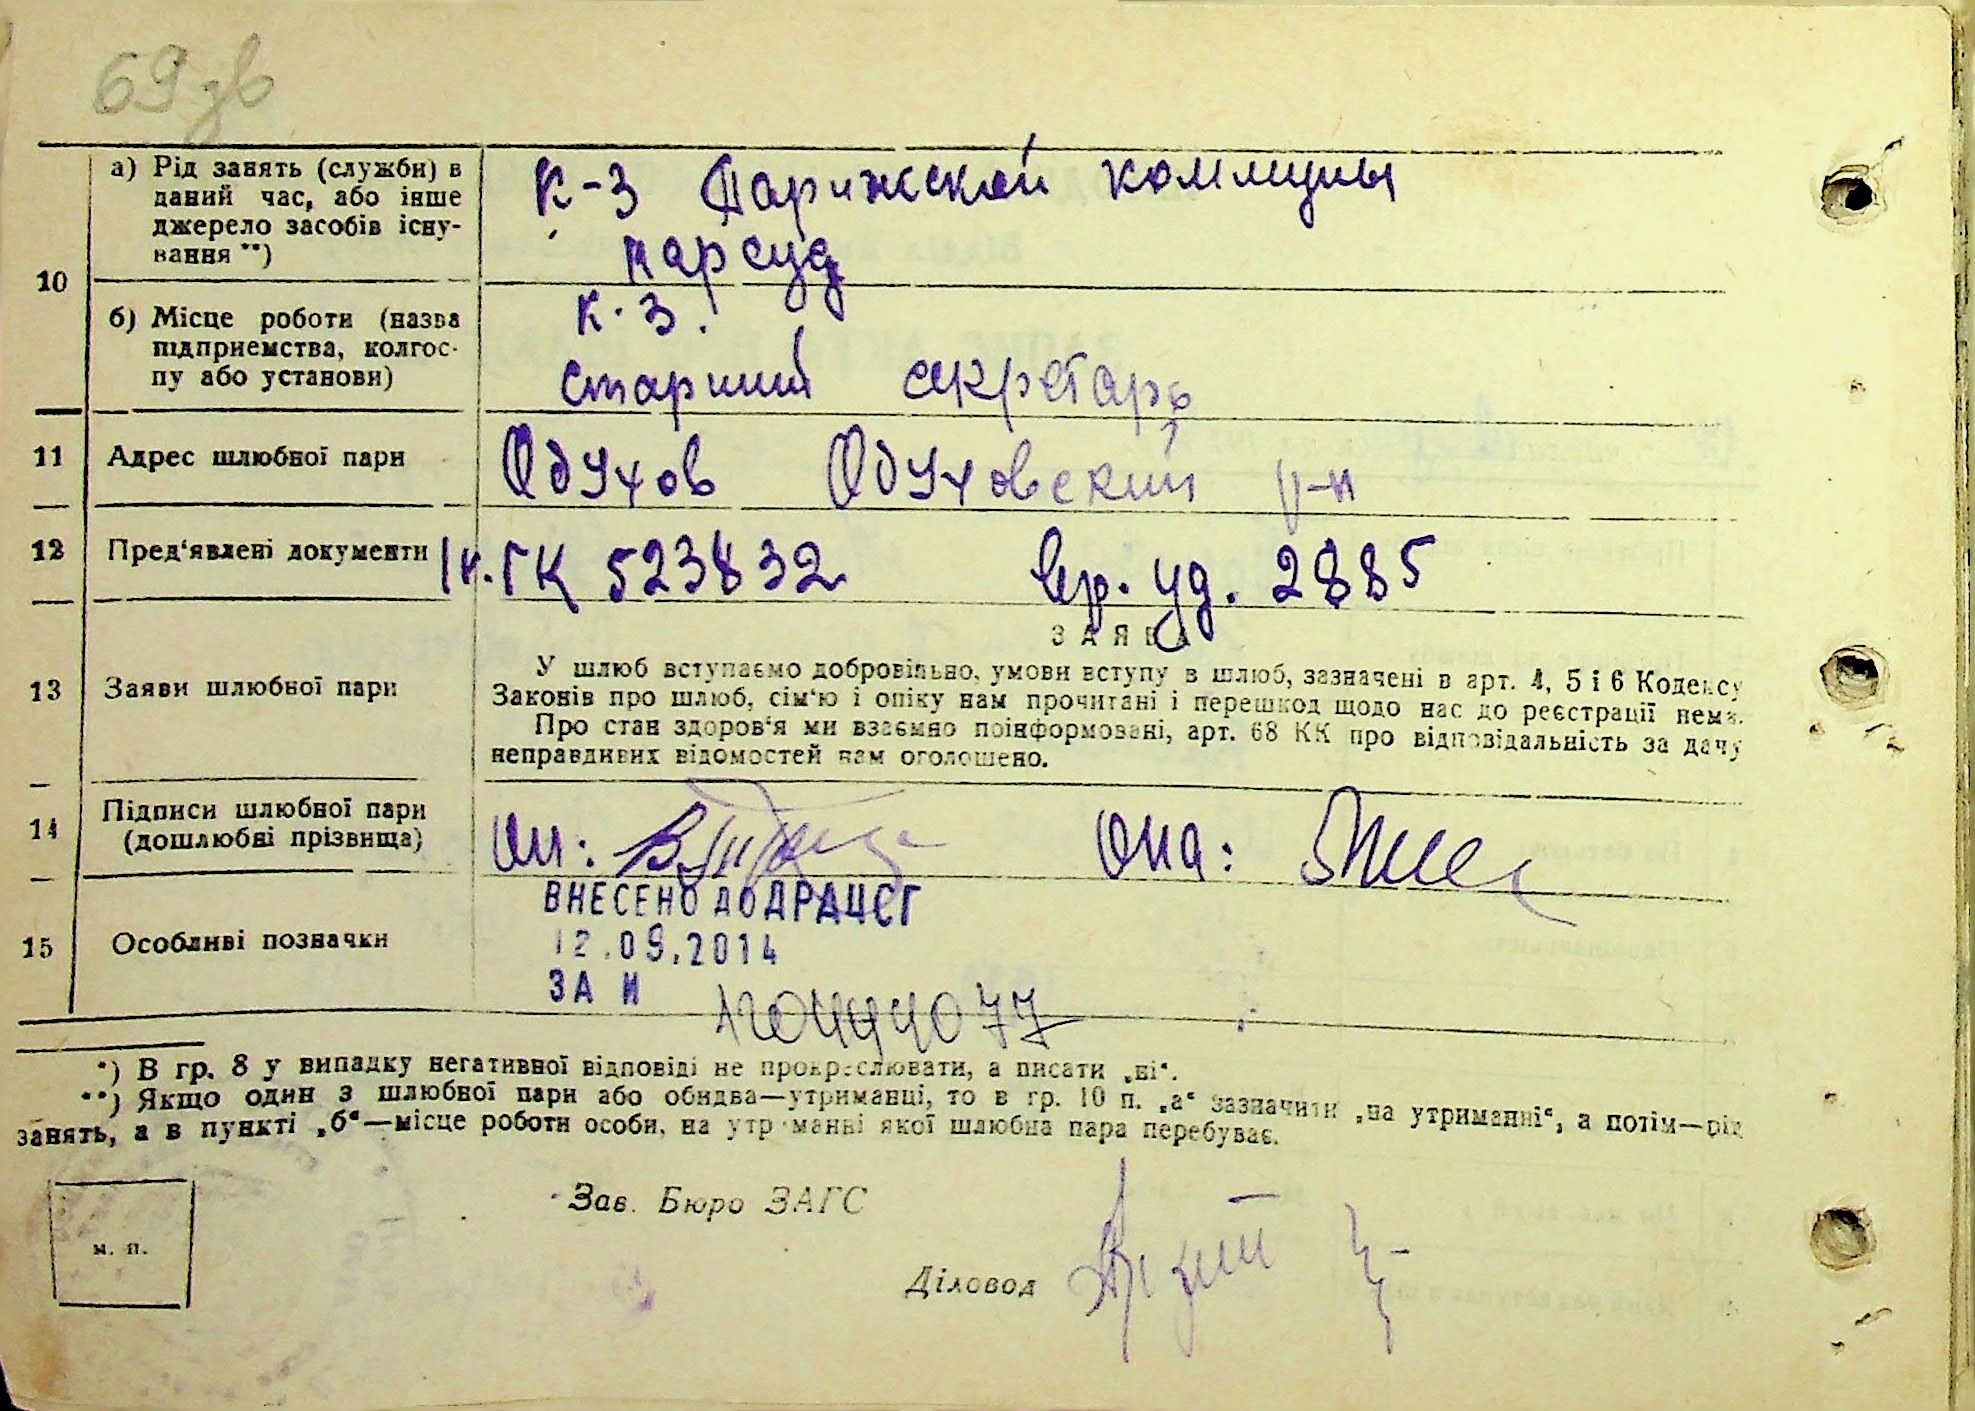 69 зв
10
а) Рід занять (служби) в
даний час, або інше
джерело засобів існу-
вання **)
К-з Парижской коммуны
Нарсуд
б) Місце роботи (назва
підприємства, колгос-
пу або установи)
К.з.
старший секретарь
11 Адрес шлюбної пари
Обухов Обуховский р-н
12 Пред'явлені документи
ГК 523832 вр. уд. 2885
13 Заяви шлюбної пари
ЗАЯВА
У шлюб вступаємо добровільно, умови вступу в шлюб, зазначені в арт. 4, 5 і 6 Кодексу
Законів про шлюб, сім'ю і опіку нам прочитані і перешкод щодо нас до реєстрації нема.
Про стан здоров'я ми взаємно поінформовані, арт. 68 КК про відповідальність за дачу
неправдивих відомостей нам оголошено.
14 Підписи шлюбної пари
(дошлюбні прізвища)
Он: Она:
15 Особливі позначки
ВНЕСЕНО ДО ДРАЦСГ
12.09.2014
ЗА N
*) В гр. 8 у випадку негативної відповіді не прокреслювати, а писати „ні“.
**) Якщо один з шлюбної пари або обидва—утриманці, то в гр. 10 п. „а“ зазначити „на утриманні“, а потім—рід
занять, а в пункті „б“—місце роботи особи, на утриманні якої шлюбна пара перебуває.
м. п.
Зав. Бюро ЗАГС
Діловод